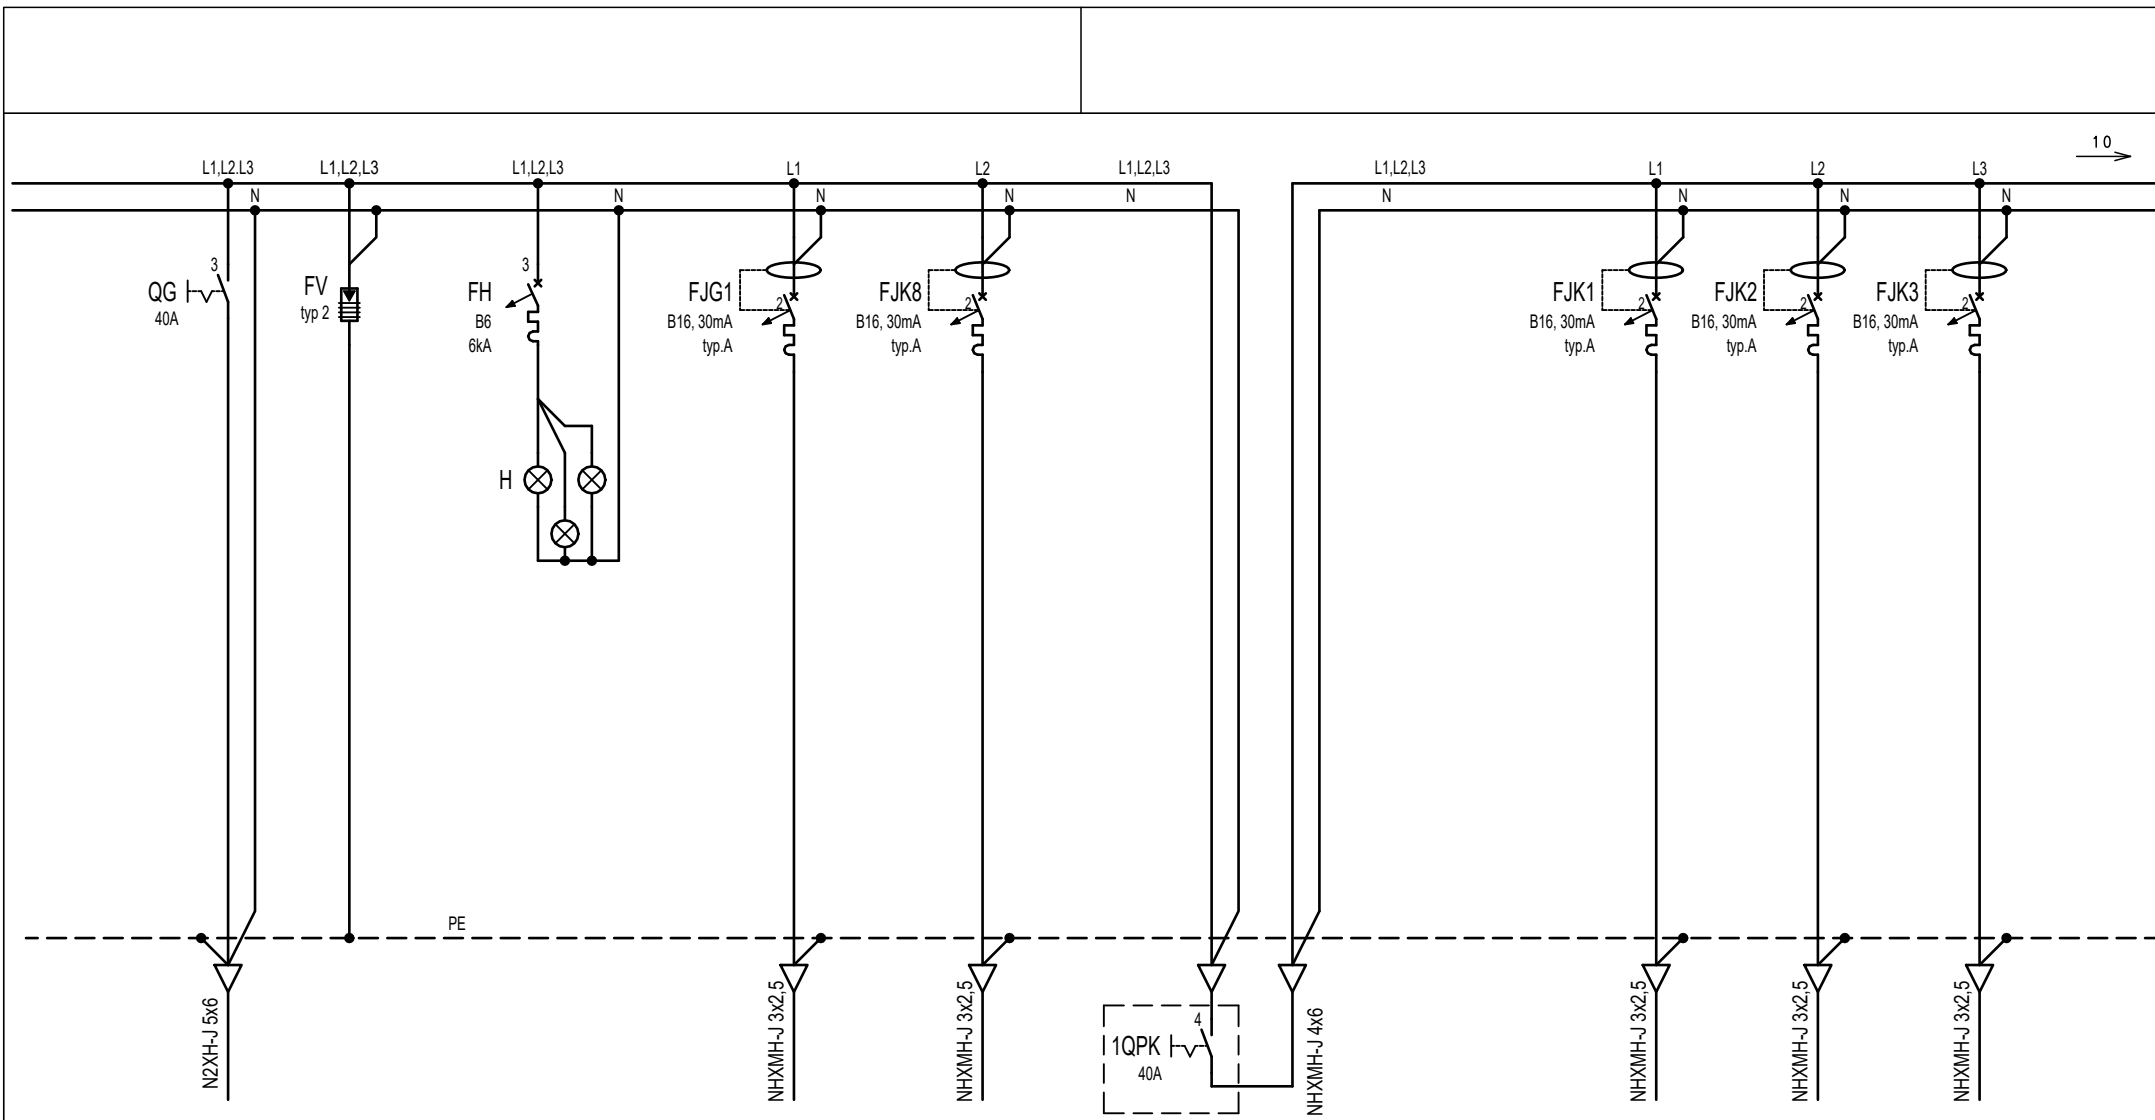 10
L1,L2.L3
L1,L2,L3
L1,L2,L3
L1
L2
L1,L2,L3
L1,L2,L3
L1
L2
L3
N
N
N
N
N
N
N
N
N
3
QG
40A
FV
typ 2
3
FH
B6
6kA
FJG1
2
B16, 30mA
typ.A
FJK8
2
B16, 30mA
typ.A
FJK1
2
B16, 30mA
typ.A
FJK2
2
B16, 30mA
typ.A
FJK3
2
B16, 30mA
typ.A
H
PE
N2XH-J 5x6
NHXMH-J 3x2,5
NHXMH-J 3x2,5
4
1QPK
40A
NHXMH-J 4x6
NHXMH-J 3x2,5
NHXMH-J 3x2,5
NHXMH-J 3x2,5